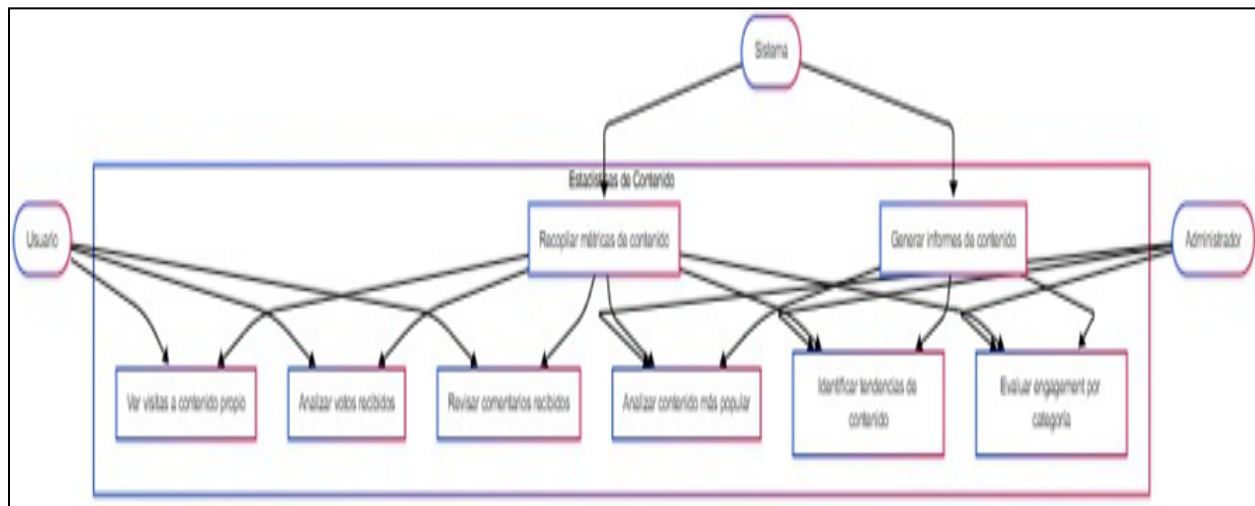 Sistema
Estadísticas de Contenido
Usuario
Recopilar métricas de contenido
Generar informes de contenido
Administrador
Ver visitas a contenido propio
Analizar votos recibidos
Revisar comentarios recibidos
Analizar contenido más popular
Identificar tendencias de
contenido
Evaluar engagement por
categoría